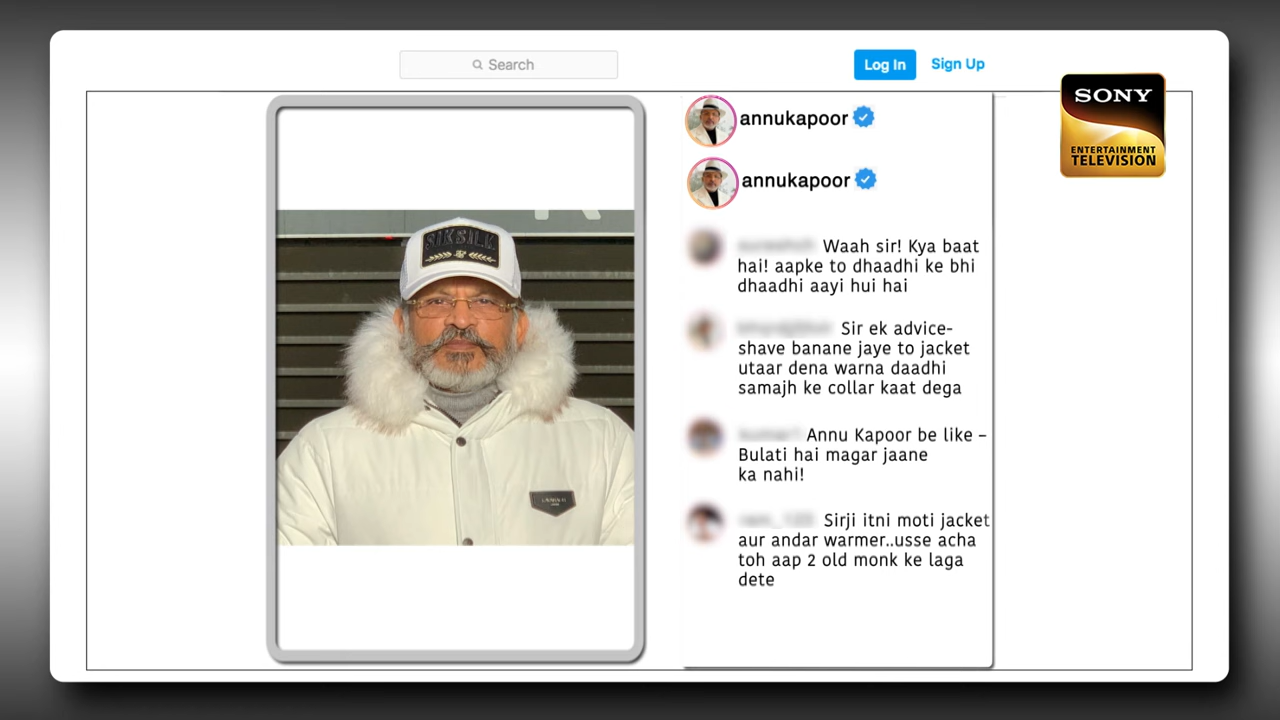 Search
Log In
Sign Up
SONY
ENTERTAINMENT
TELEVISION
annukapoor
annukapoor
SIKSILK
Waah sir! Kya baat
hai! aapke to dhaadhi ke bhi
dhaadhi aayi hui hai
Sir ek advice-
shave banane jaye to jacket
utaar dena warna daadhi
samajh ke collar kaat dega
Annu Kapoor be like –
Bulati hai magar jaane
ka nahi!
Sirji itni moti jacket
aur andar warmer..usse acha
toh aap 2 old monk ke laga
dete